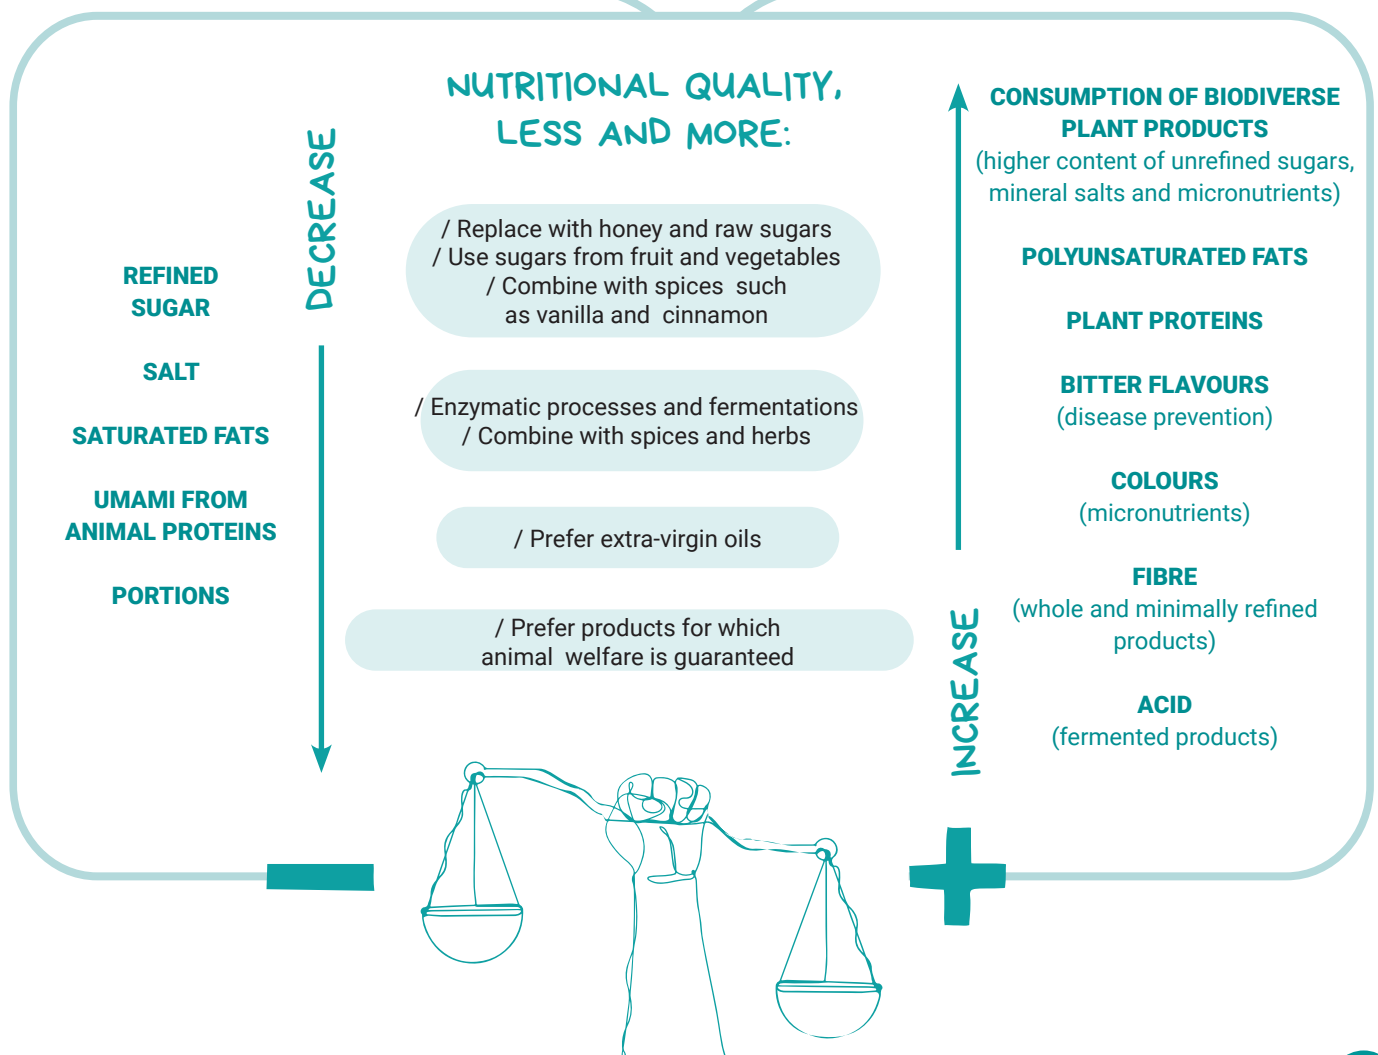 NUTRITIONAL QUALITY,
LESS AND MORE:
DECREASE
REFINED
SUGAR
SALT
SATURATED FATS
UMAMI FROM
ANIMAL PROTEINS
PORTIONS
/ Replace with honey and raw sugars
/ Use sugars from fruit and vegetables
/ Combine with spices such
as vanilla and cinnamon
/ Enzymatic processes and fermentations
/ Combine with spices and herbs
/ Prefer extra-virgin oils
/ Prefer products for which
animal welfare is guaranteed
INCREASE
CONSUMPTION OF BIODIVERSE
PLANT PRODUCTS
(higher content of unrefined sugars,
mineral salts and micronutrients)
POLYUNSATURATED FATS
PLANT PROTEINS
BITTER FLAVOURS
(disease prevention)
COLOURS
(micronutrients)
FIBRE
(whole and minimally refined
products)
ACID
(fermented products)